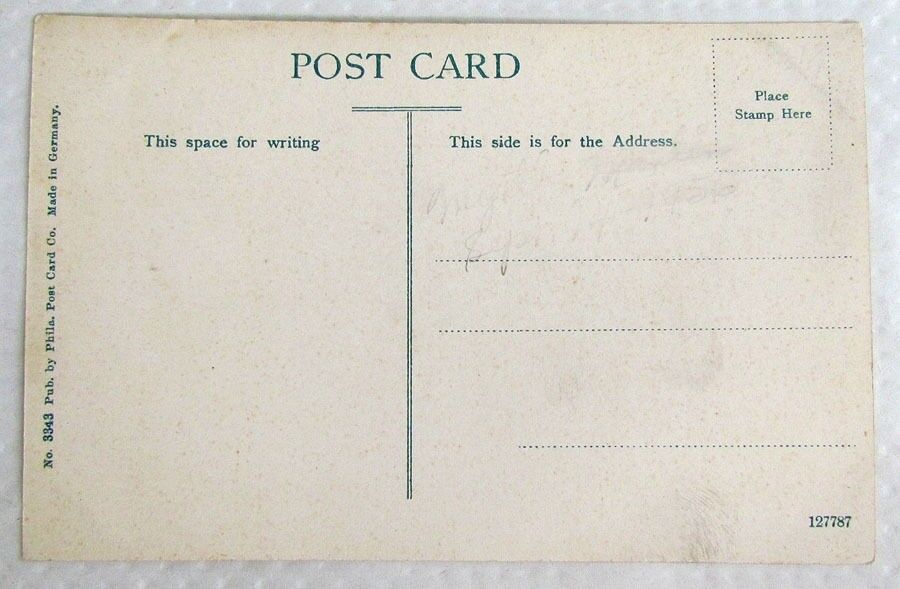 POST CARD
Place
Stamp Here
This space for writing
This side is for the Address.
No. 3343 Pub. by Phila. Post Card Co. Made in Germany.
127787